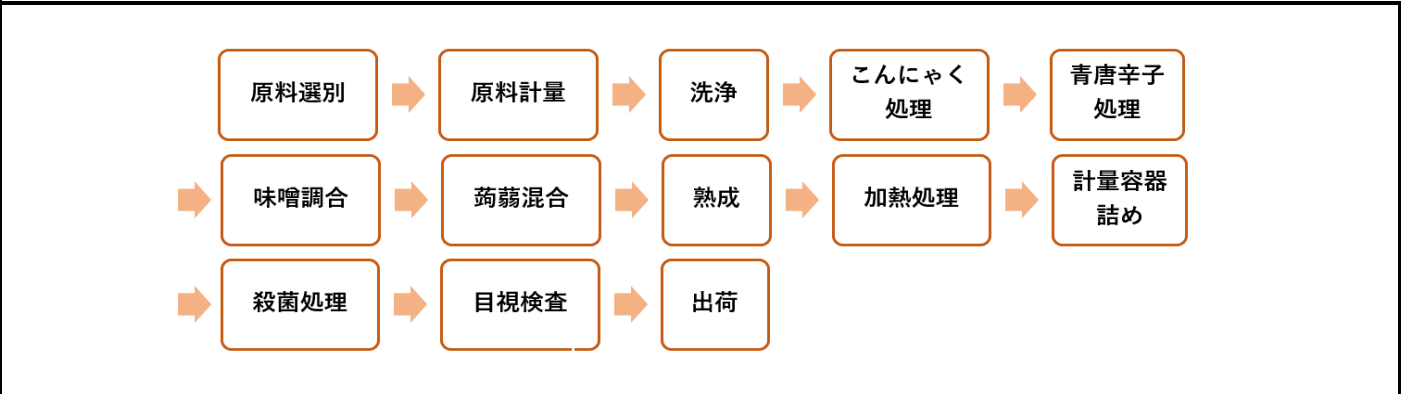 原料選別
原料計量
洗浄
こんにゃく
処理
青唐辛子
処理
味噌調合
蒟蒻混合
熟成
加熱処理
計量容器
詰め
殺菌処理
目視検査
出荷